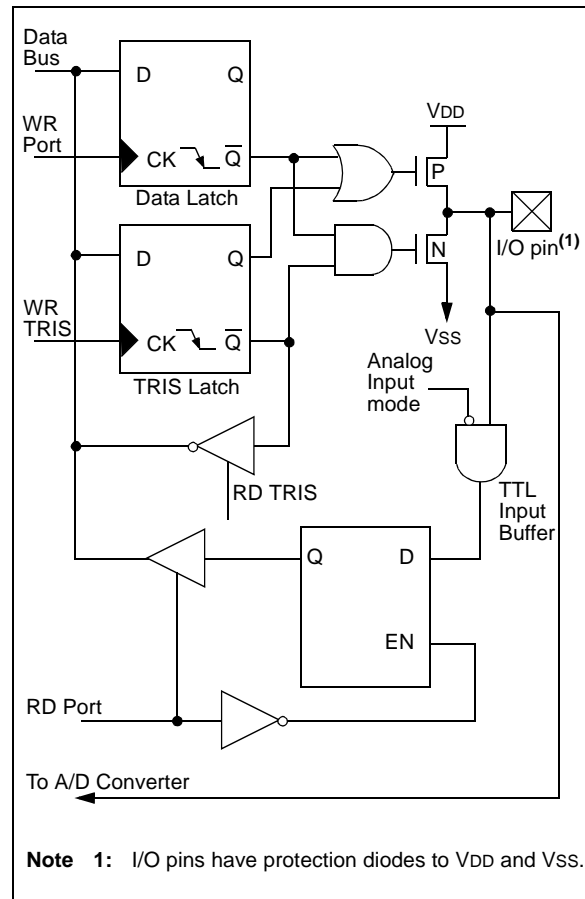 Data
Bus
D Q
WR
Port
CK Q
Data Latch
VDD
P
I/O pin(1)
N
VSS
D Q
WR
TRIS
CK Q
TRIS Latch
Analog
Input
mode
RD TRIS
TTL
Input
Buffer
Q D
EN
RD Port
To A/D Converter
Note 1: I/O pins have protection diodes to VDD and VSS.